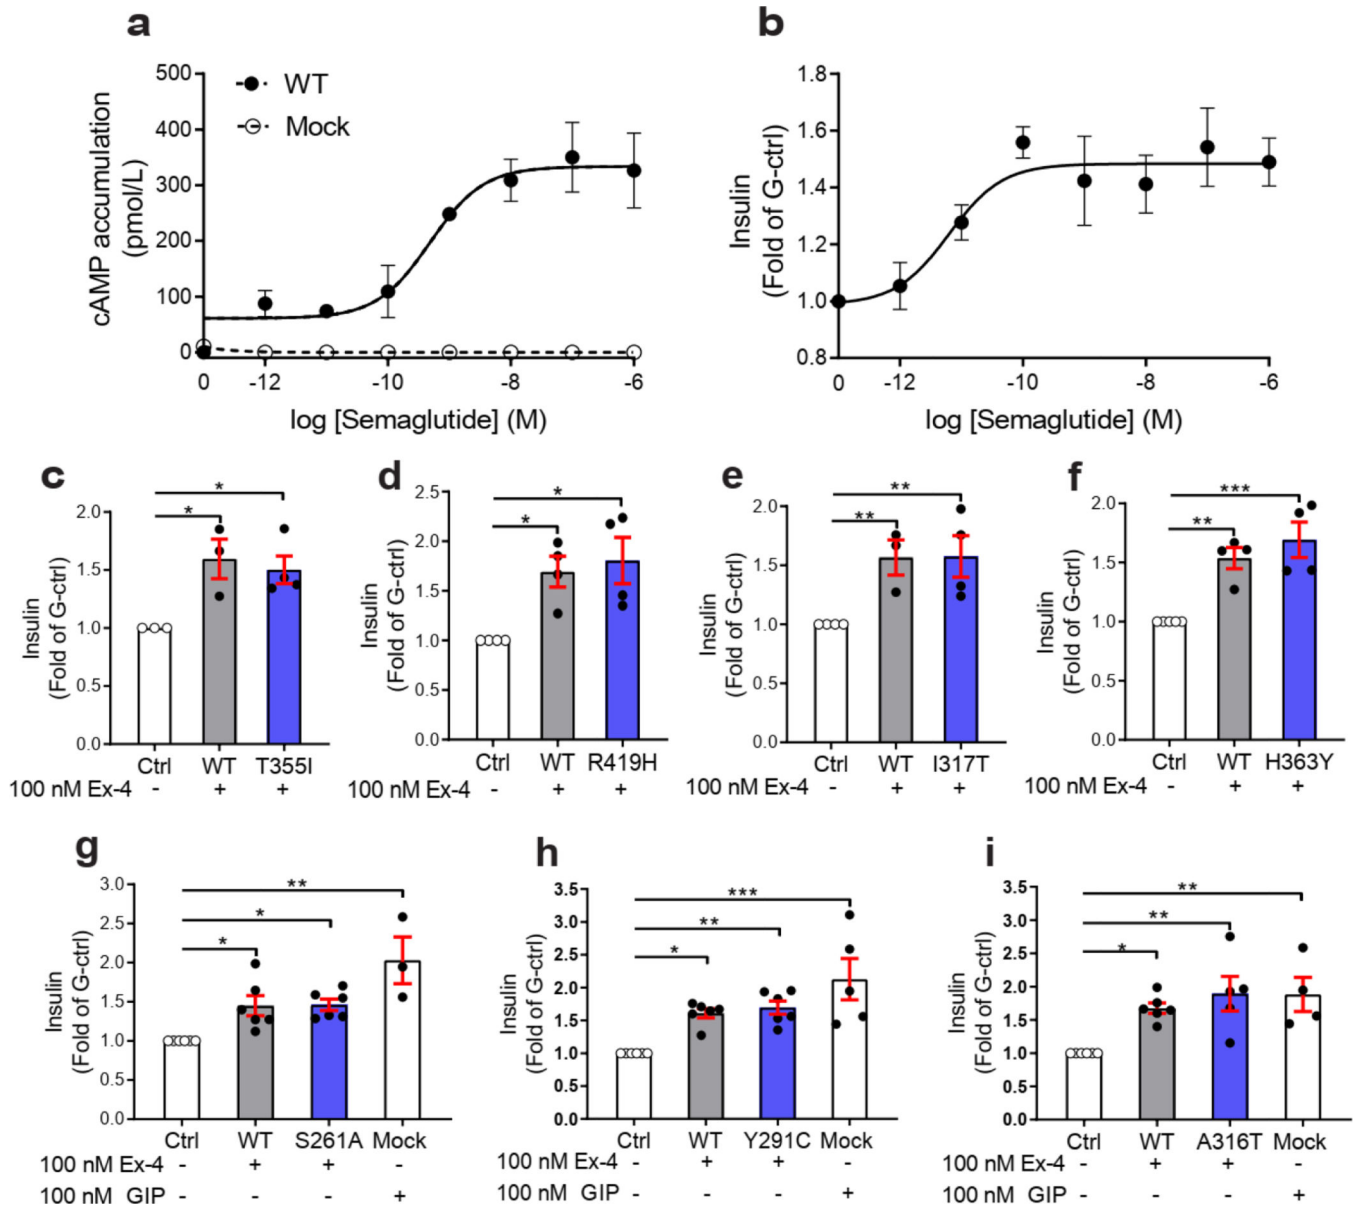 a
500
400
300
200
100
0
cAMP accumulation
(pmol/L)
WT
Mock
0 -12 -10 -8 -6
log [Semaglutide] (M)
b
1.8
1.6
1.4
1.2
1.0
0.8
Insulin
(Fold of G-ctrl)
0 -12 -10 -8 -6
log [Semaglutide] (M)
c
2.0
1.5
1.0
0.5
0.0
Insulin
(Fold of G-ctrl)
*
*
Ctrl WT T355I
100 nM Ex-4 - + +
d
2.5
2.0
1.5
1.0
0.5
0.0
Insulin
(Fold of G-ctrl)
*
*
Ctrl WT R419H
100 nM Ex-4 - + +
e
2.0
1.5
1.0
0.5
0.0
Insulin
(Fold of G-ctrl)
**
**
Ctrl WT I317T
100 nM Ex-4 - + +
f
2.0
1.5
1.0
0.5
0.0
Insulin
(Fold of G-ctrl)
***
**
Ctrl WT H363Y
100 nM Ex-4 - + +
g
3.0
2.5
2.0
1.5
1.0
0.5
0.0
Insulin
(Fold of G-ctrl)
**
*
*
Ctrl WT S261A Mock
100 nM Ex-4 - + + -
100 nM GIP - - - +
h
3.5
3.0
2.5
2.0
1.5
1.0
0.5
0.0
Insulin
(Fold of G-ctrl)
***
**
*
Ctrl WT Y291C Mock
100 nM Ex-4 - + + -
100 nM GIP - - - +
i
3.5
3.0
2.5
2.0
1.5
1.0
0.5
0.0
Insulin
(Fold of G-ctrl)
**
**
*
Ctrl WT A316T Mock
100 nM Ex-4 - + + -
100 nM GIP - - - +